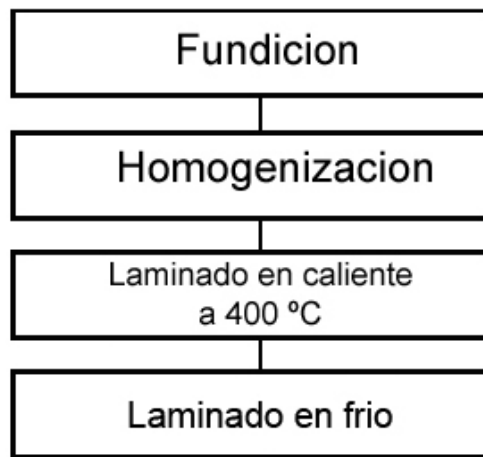 Fundicion
Homogenizacion
Laminado en caliente
a 400 ºC
Laminado en frio